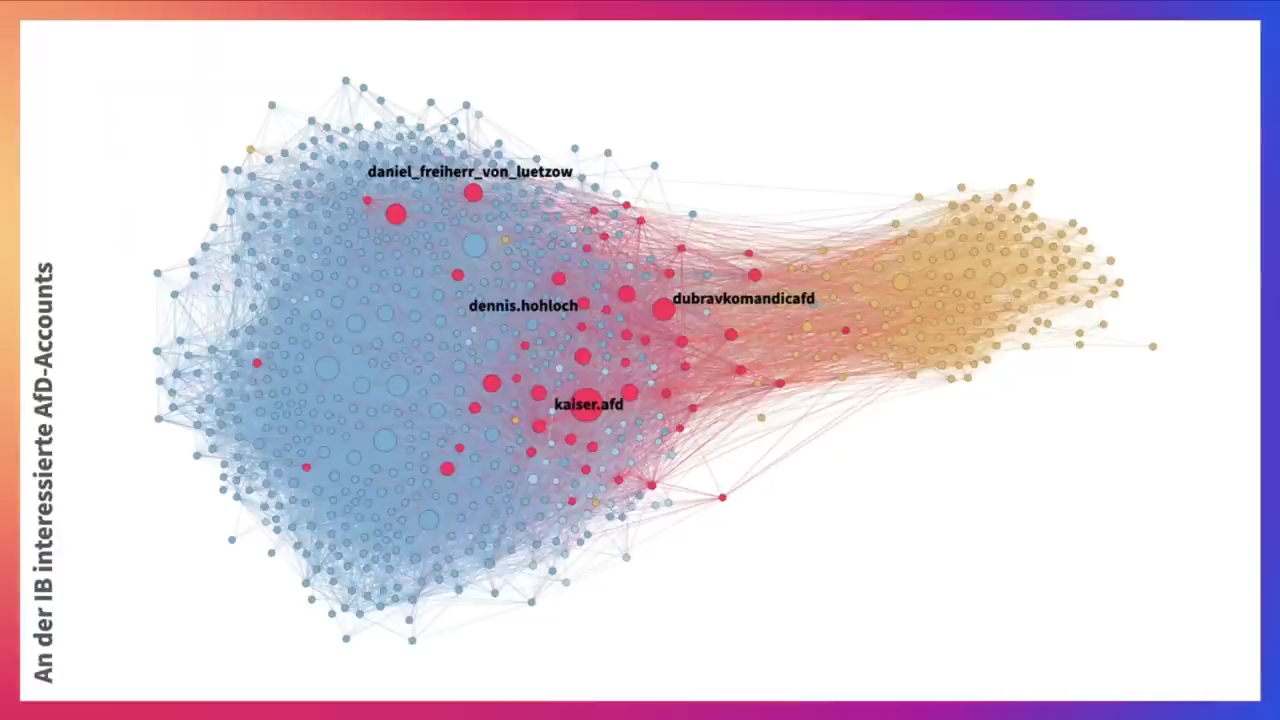 An der IB interessierte AfD-Accounts
daniel_freiherr_von_luetzow
dubravkomandicafd
dennis.hohloch
kaiser.afd